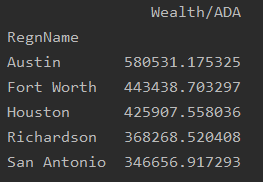 Wealth/ADA
RegnName
Austin 580531.175325
Fort Worth 443438.703297
Houston 425907.558036
Richardson 368268.520408
San Antonio 346656.917293